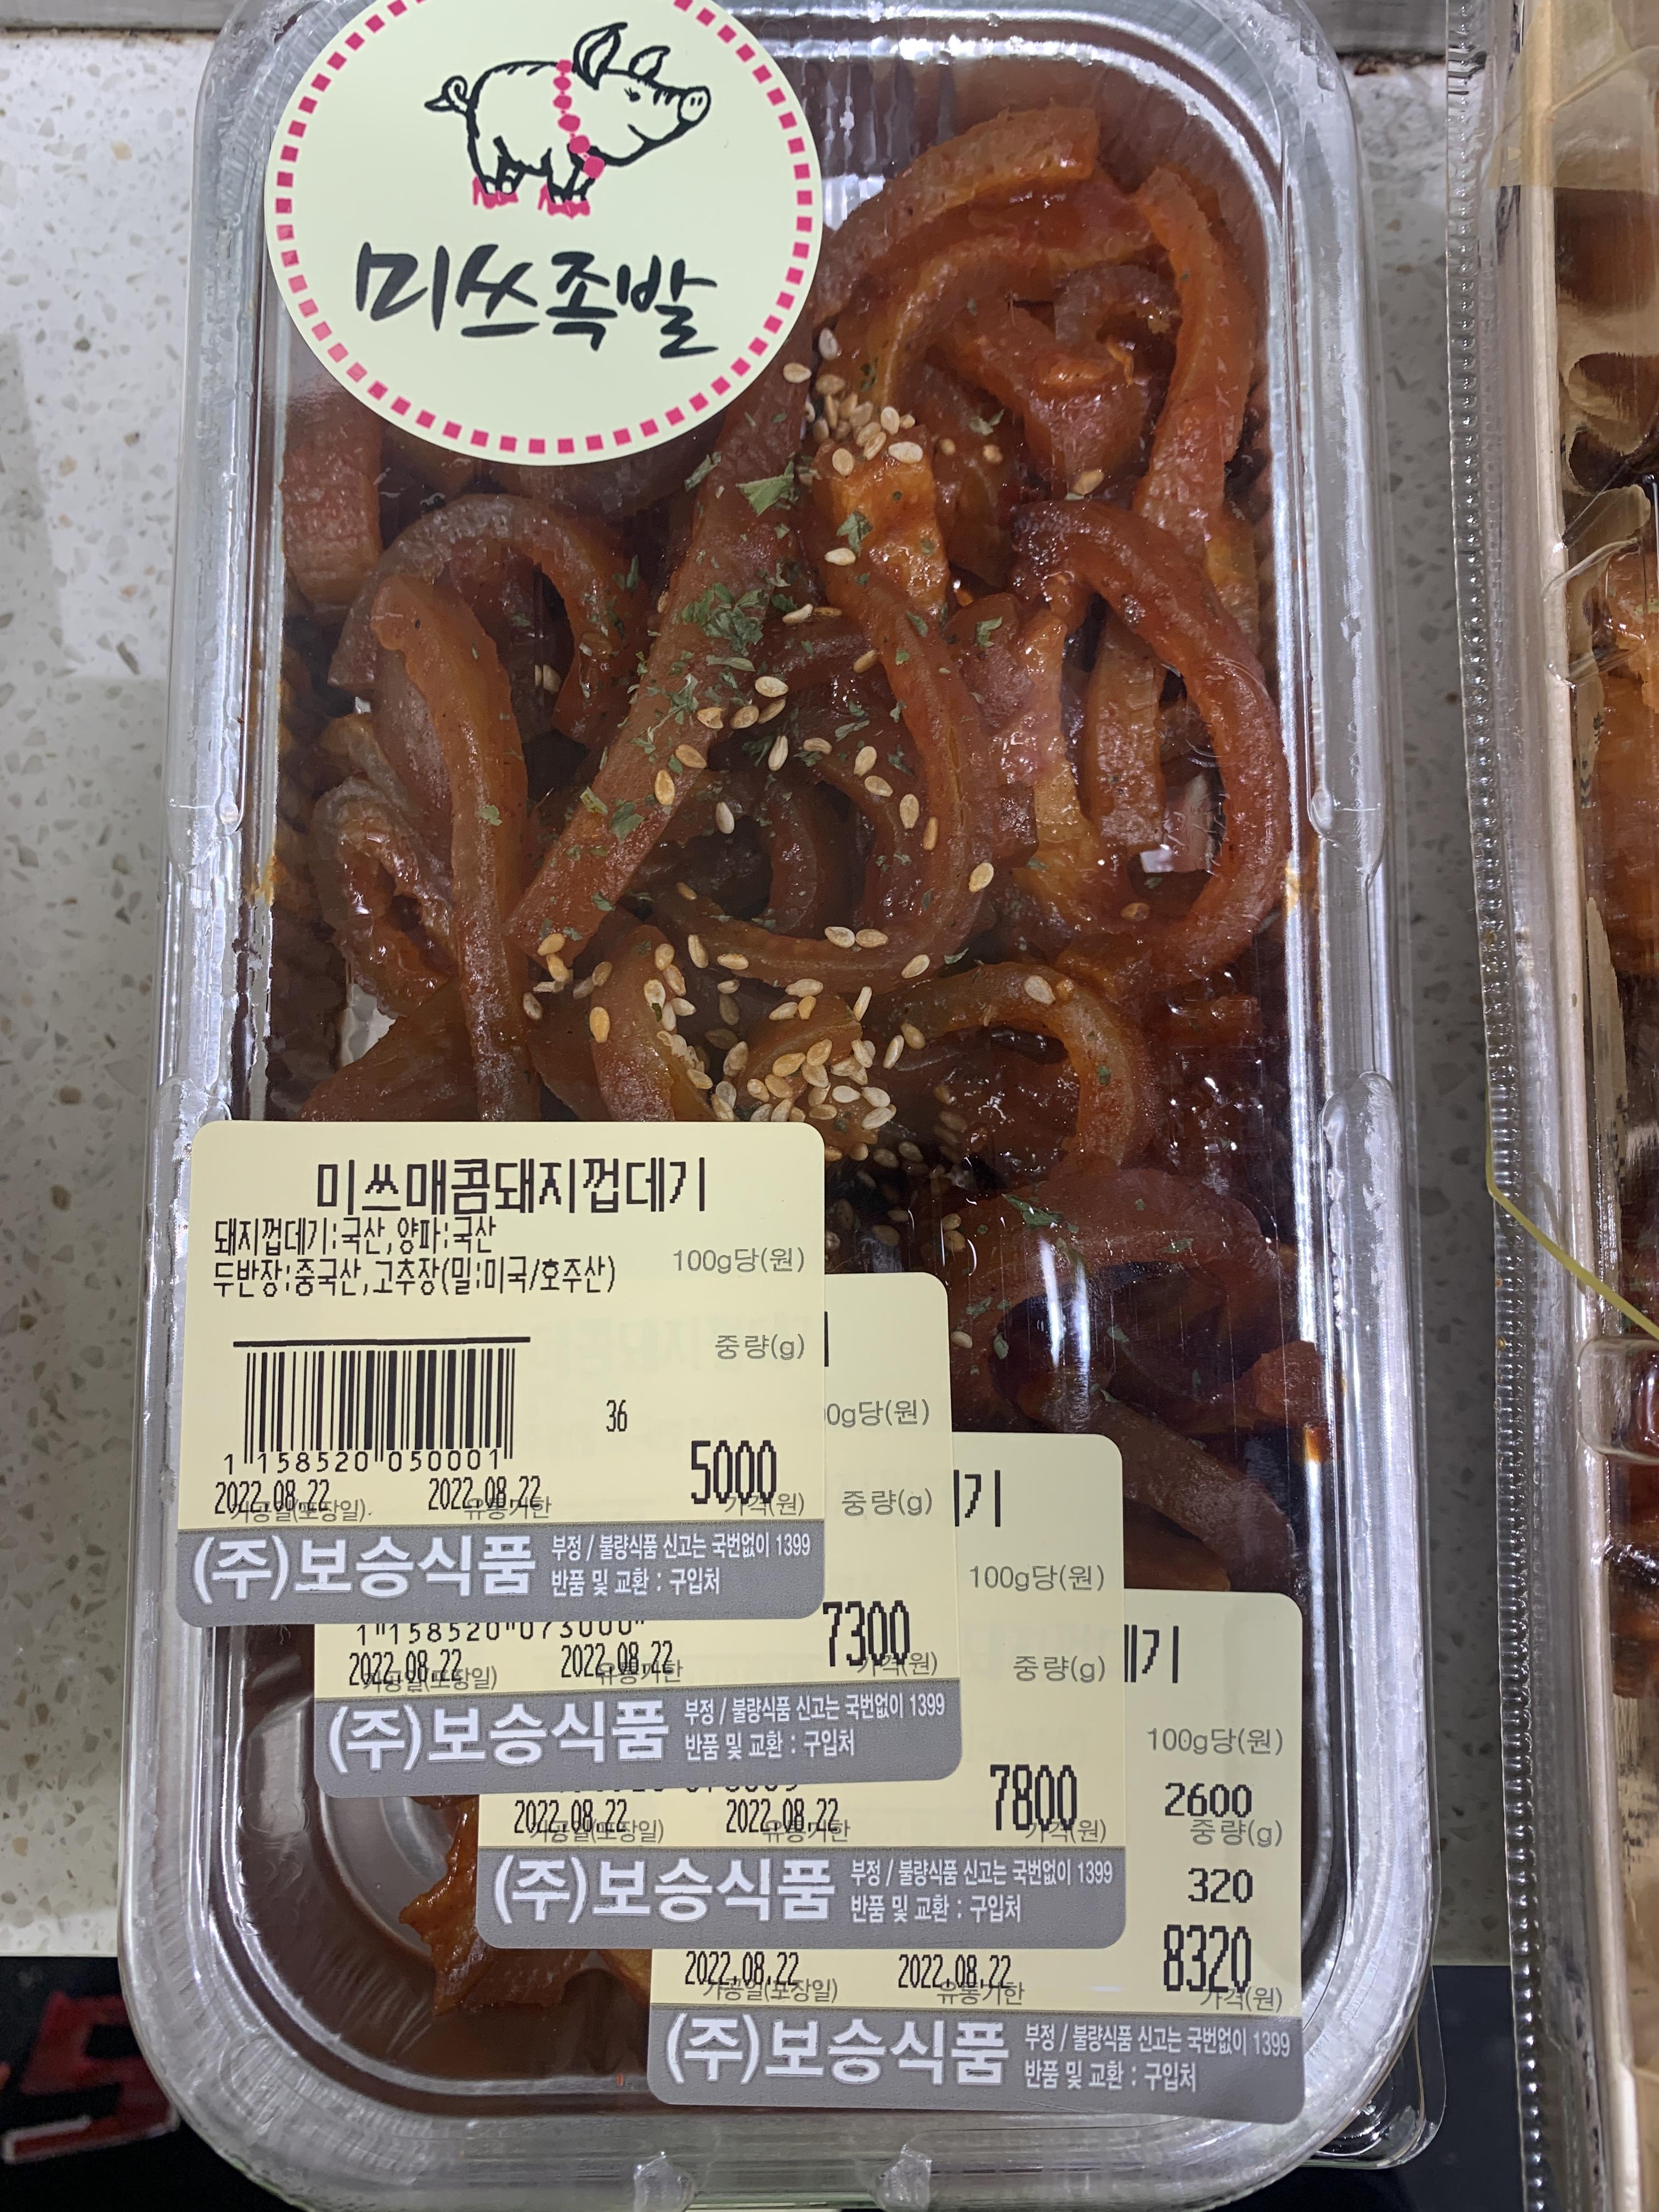 미쓰족발
미쓰매콤돼지껍데기
돼지껍데기:국산,양파:국산
두반장:중국산,고추장(밀:미국/호주산)
100g당(원)
중량(g)
36
1 158520 050001
5000
2022.08.22 2022.08.22
가공일(포장일) 유통기한 가격(원)
(주)보승식품
부정 / 불량식품 신고는 국번없이 1399
반품 및 교환 : 구입처
0g당(원)
중량(g)
7300
2022.08.22 2022.08.22
가공일(포장일) 유통기한 가격(원)
(주)보승식품
부정 / 불량식품 신고는 국번없이 1399
반품 및 교환 : 구입처
기
100g당(원)
중량(g)
7800
2022.08.22 2022.08.22
가공일(포장일) 유통기한 가격(원)
(주)보승식품
부정 / 불량식품 신고는 국번없이 1399
반품 및 교환 : 구입처
기
100g당(원)
2600
중량(g)
320
8320
2022.08.22 2022.08.22
가공일(포장일) 유통기한 가격(원)
(주)보승식품
부정 / 불량식품 신고는 국번없이 1399
반품 및 교환 : 구입처